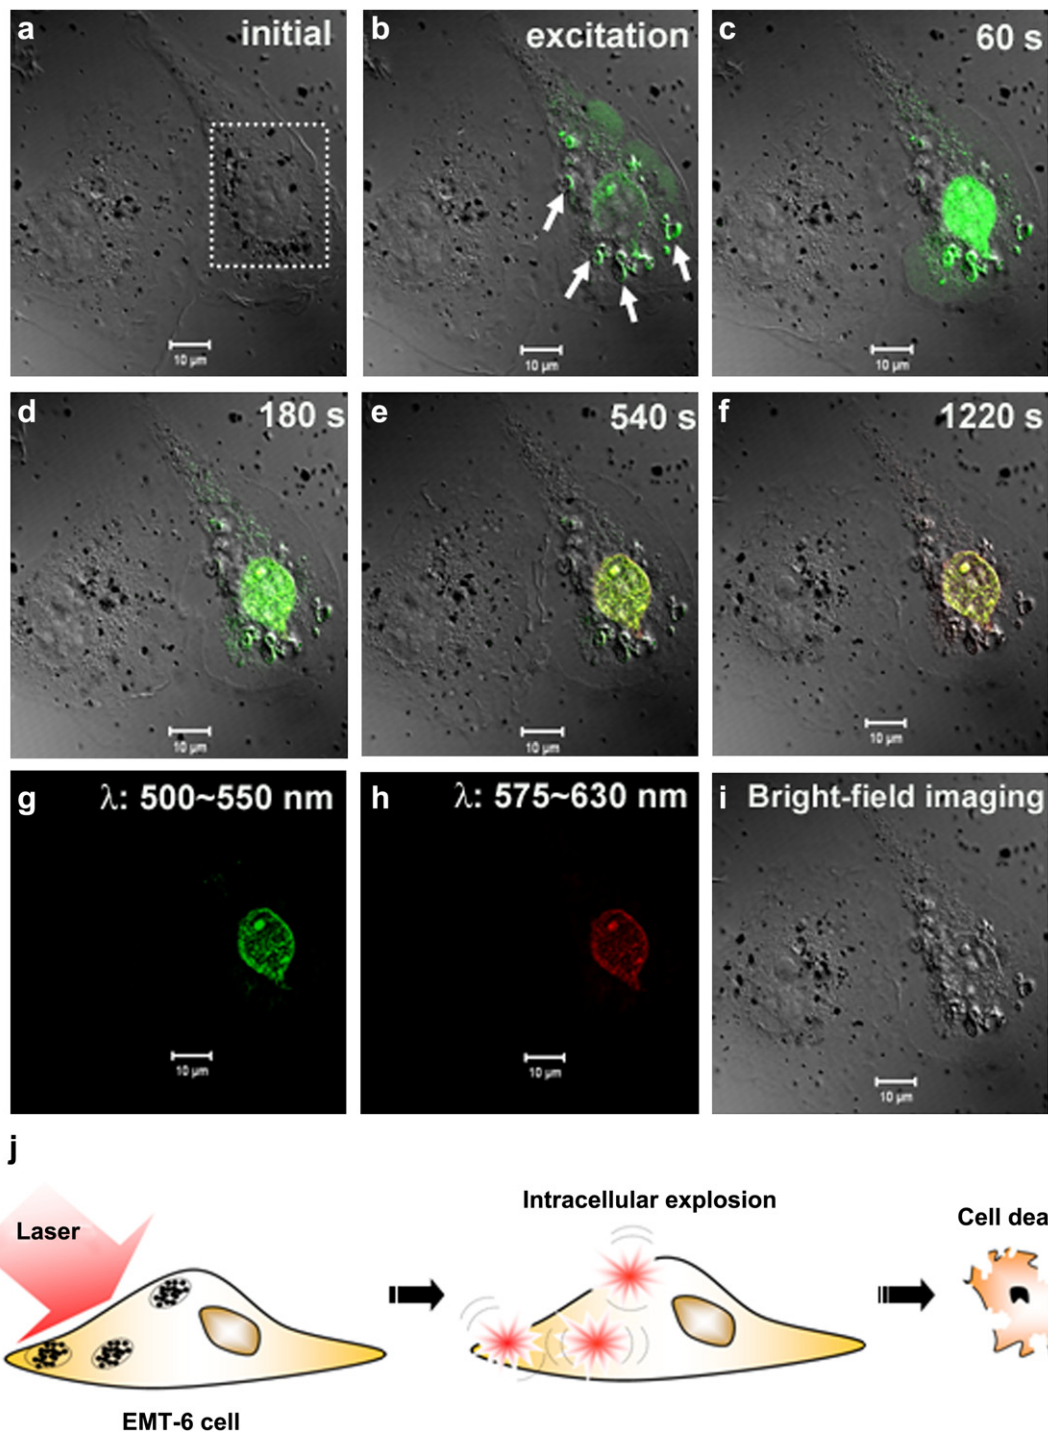 a initial
b excitation
c 60 s
10 µm
10 µm
10 µm
d 180 s
e 540 s
f 1220 s
10 µm
10 µm
10 µm
g λ: 500~550 nm
h λ: 575~630 nm
i Bright-field imaging
10 µm
10 µm
10 µm
j
Laser
Intracellular explosion
Cell dea
EMT-6 cell